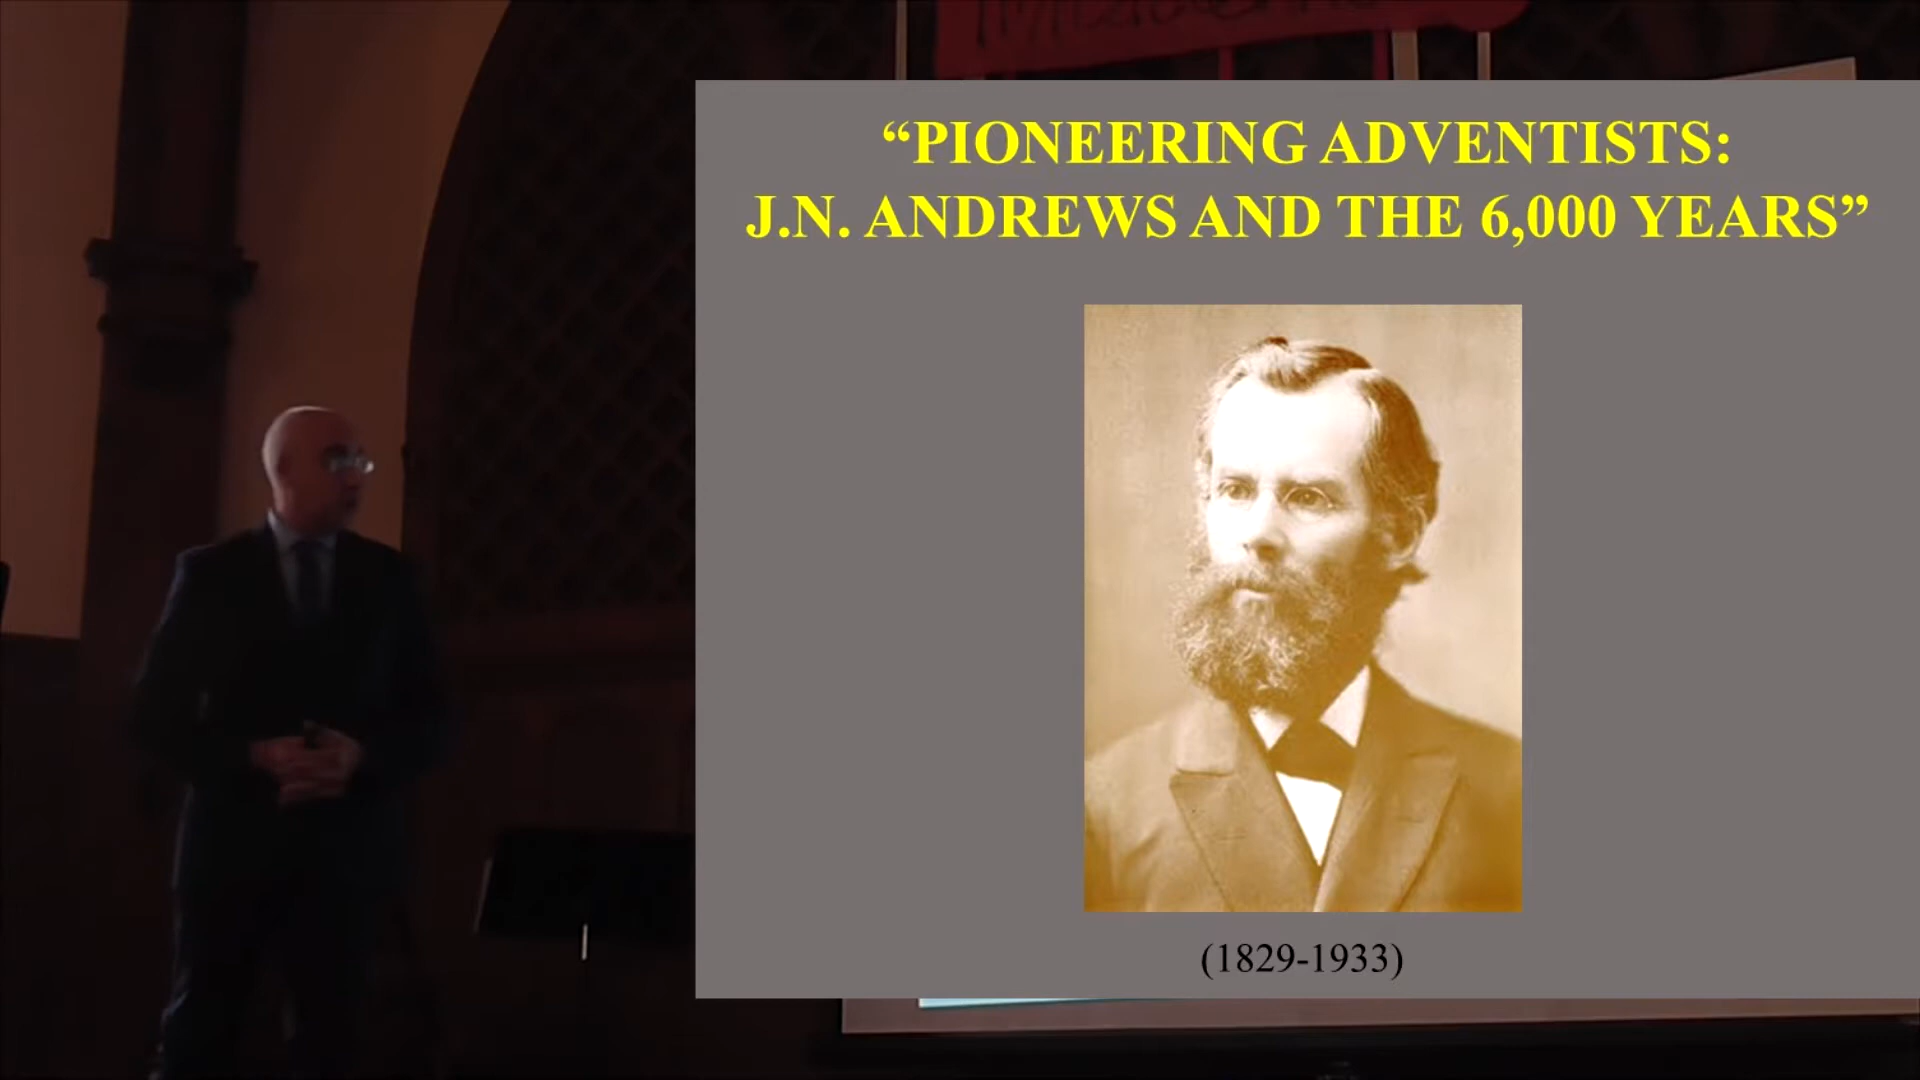 “PIONEERING ADVENTISTS:
J.N. ANDREWS AND THE 6,000 YEARS”
(1829-1933)